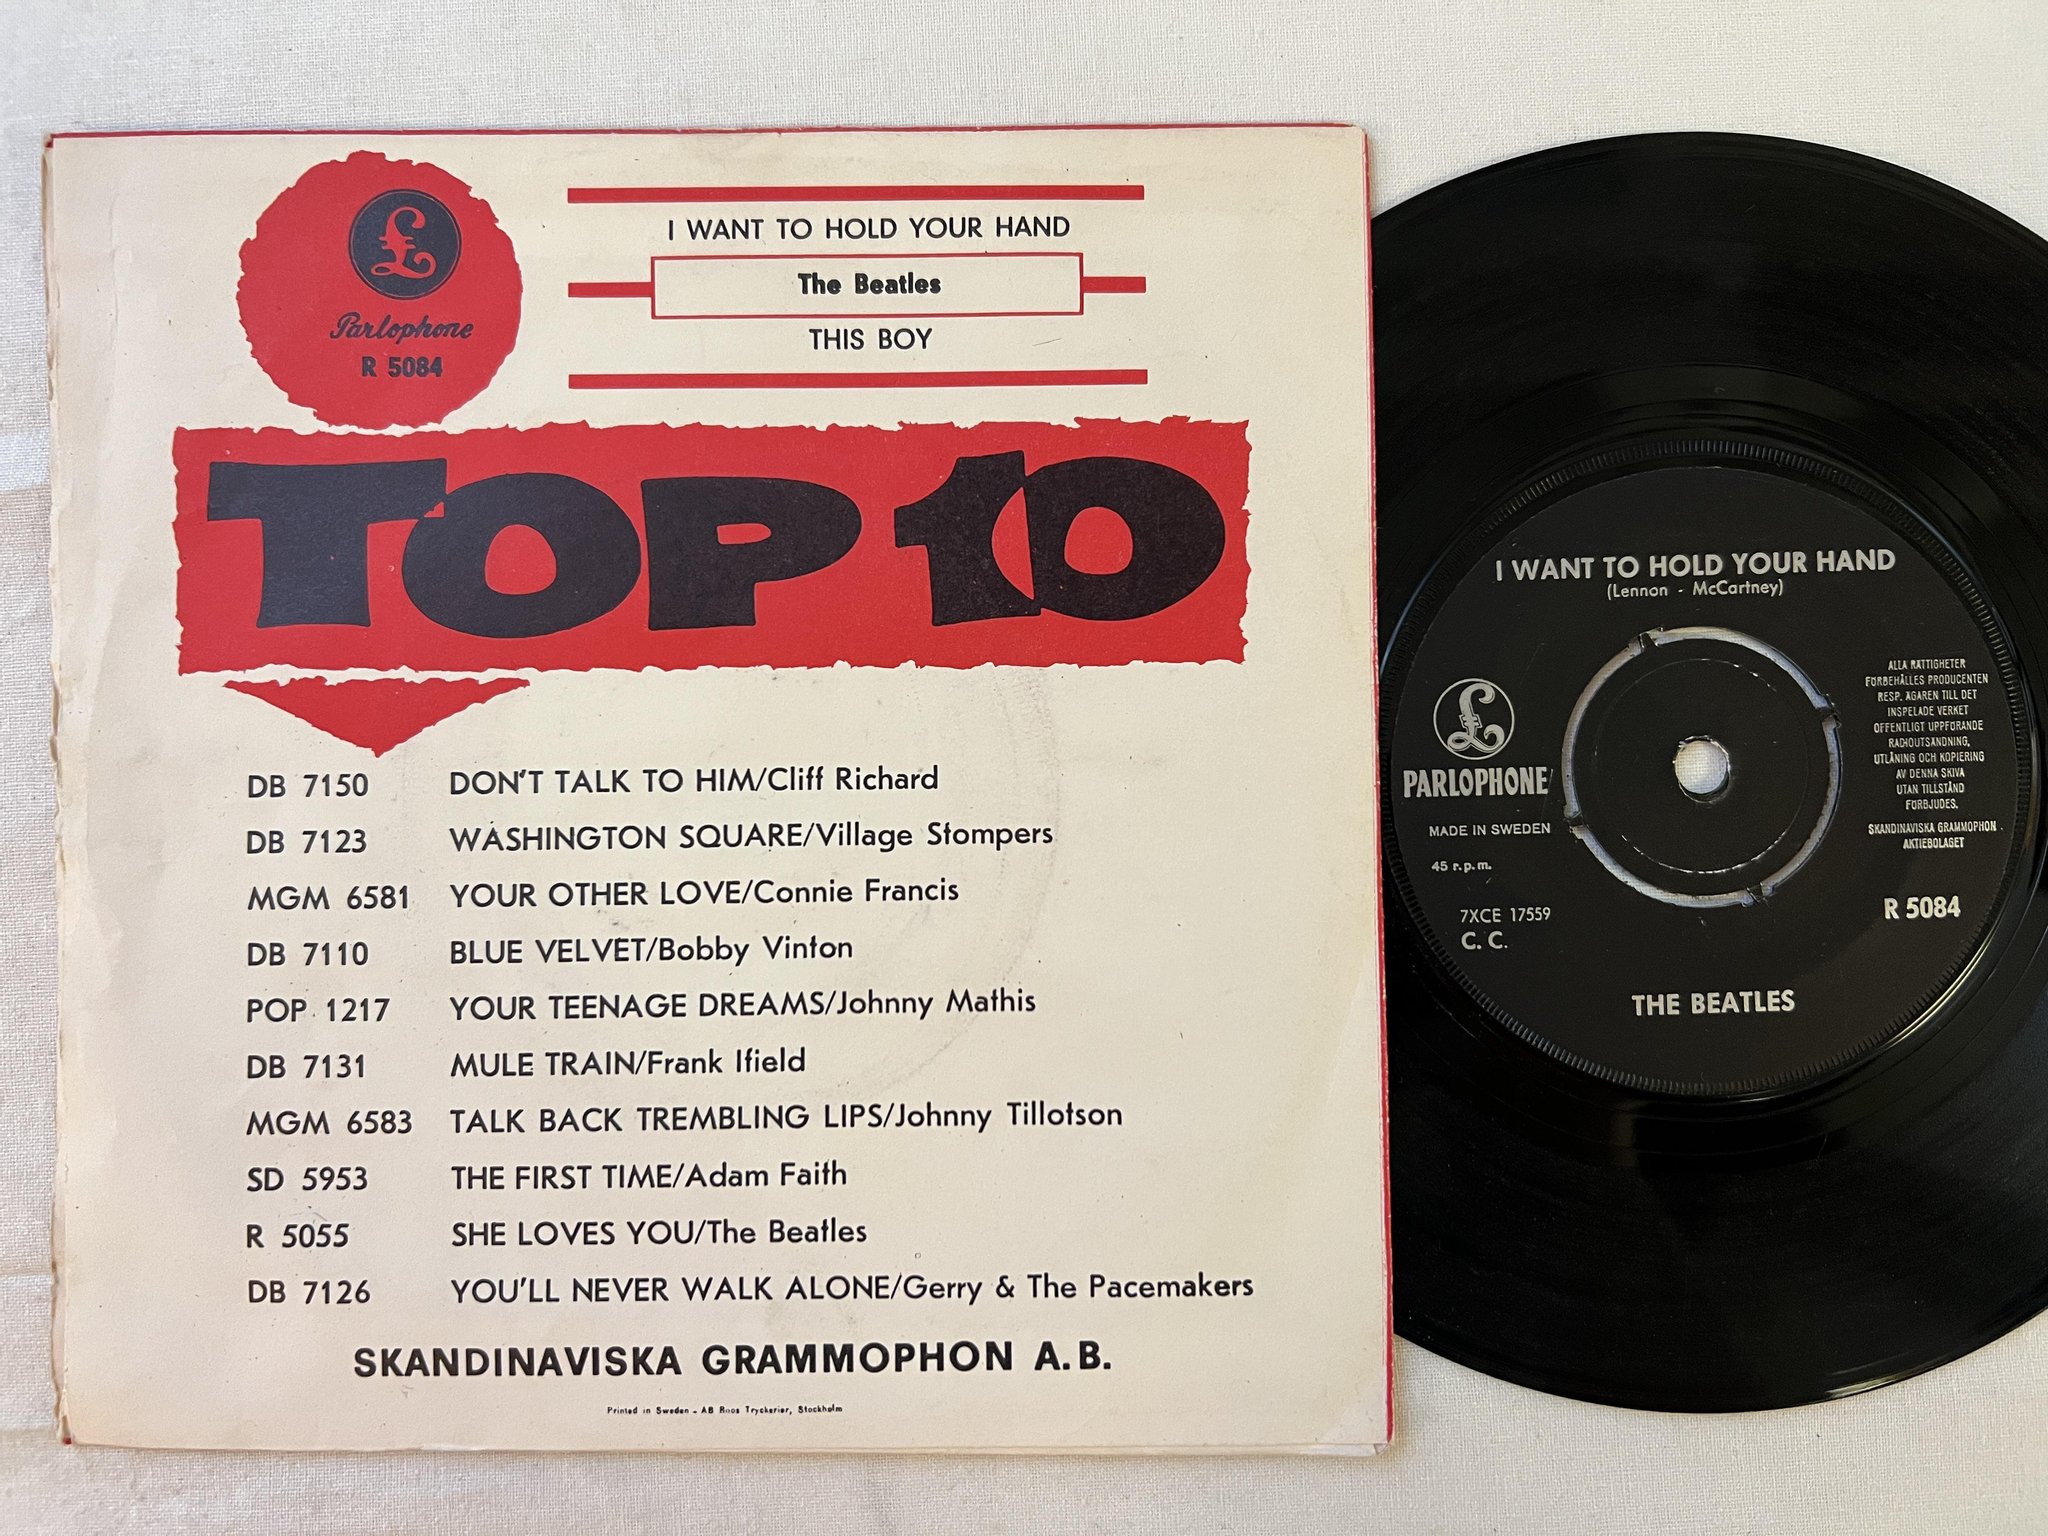 £
Parlophone
R 5084
I WANT TO HOLD YOUR HAND
The Beatles
THIS BOY
TOP 10
DB 7150 DON'T TALK TO HIM/Cliff Richard
DB 7123 WASHINGTON SQUARE/Village Stompers
MGM 6581 YOUR OTHER LOVE/Connie Francis
DB 7110 BLUE VELVET/Bobby Vinton
POP 1217 YOUR TEENAGE DREAMS/Johnny Mathis
DB 7131 MULE TRAIN/Frank Ifield
MGM 6583 TALK BACK TREMBLING LIPS/Johnny Tillotson
SD 5953 THE FIRST TIME/Adam Faith
R 5055 SHE LOVES YOU/The Beatles
DB 7126 YOU'LL NEVER WALK ALONE/Gerry & The Pacemakers
SKANDINAVISKA GRAMMOPHON A.B.
Printed in Sweden - AB Roos Tryckerier, Stockholm
I WANT TO HOLD YOUR HAND
(Lennon - McCartney)
£
PARLOPHONE
MADE IN SWEDEN
45 r.p.m.
7XCE 17559
C. C.
ALLA RÄTTIGHETER
FÖRBEHÅLLES PRODUCENTEN
RESP. ÄGAREN TILL DET
INSPELADE VERKET
OFFENTLIGT UPPFÖRANDE
RADIOUTSÄNDNING,
UTLÅNING OCH KOPIERING
AV DENNA SKIVA
UTAN TILLSTÅND
FÖRBJUDES.
SKANDINAVISKA GRAMMOPHON
AKTIEBOLAGET
R 5084
THE BEATLES